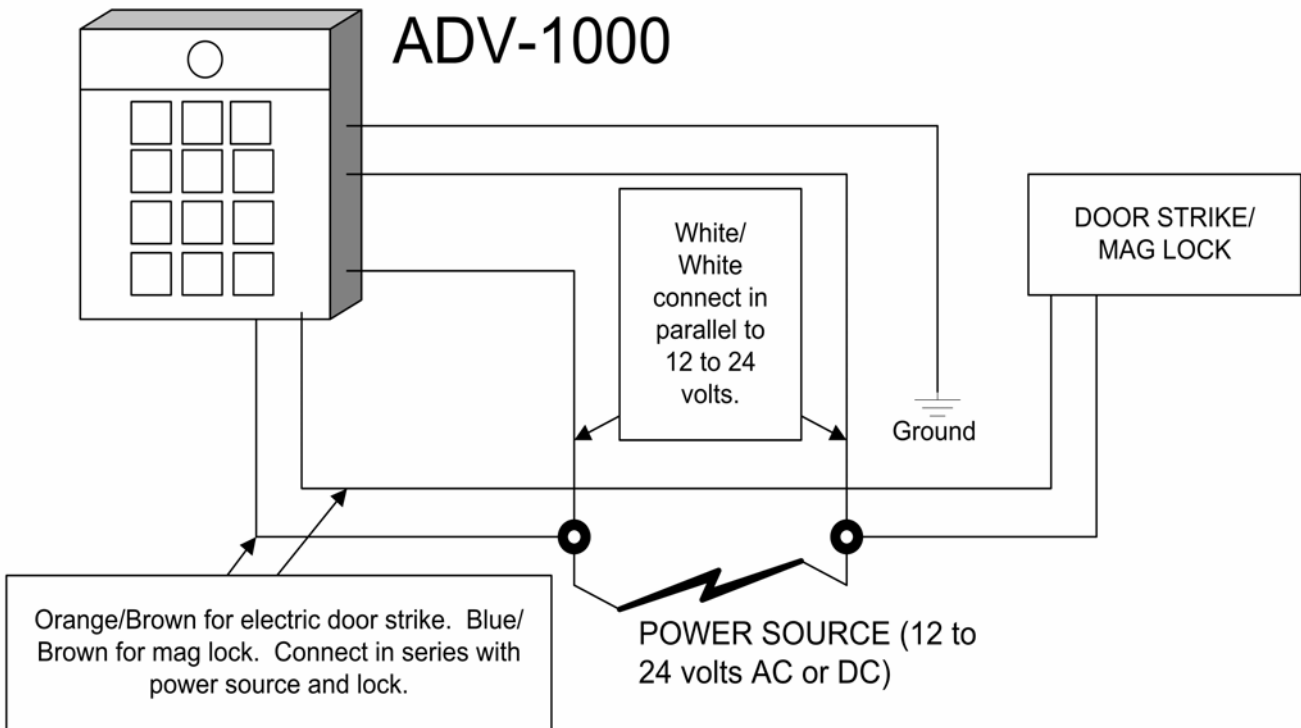 ADV-1000
White/
White
connect in
parallel to
12 to 24
volts.
DOOR STRIKE/
MAG LOCK
Ground
Orange/Brown for electric door strike.  Blue/
Brown for mag lock.  Connect in series with
power source and lock.
POWER SOURCE (12 to
24 volts AC or DC)